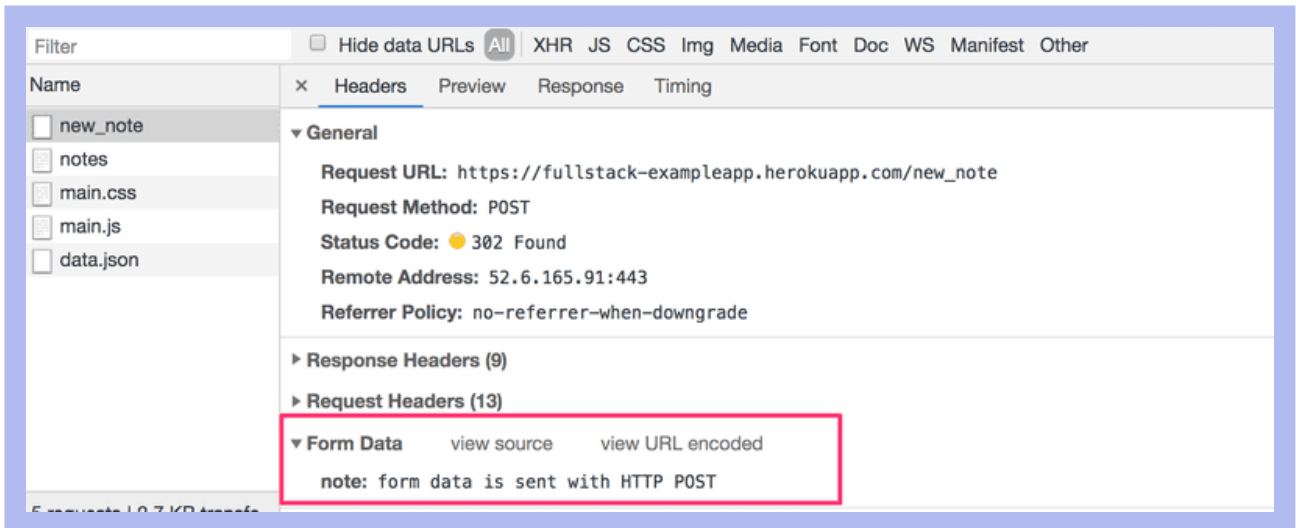 Filter
Hide data URLs All XHR JS CSS Img Media Font Doc WS Manifest Other
Name
× Headers Preview Response Timing
new_note
notes
main.css
main.js
data.json
▾ General
Request URL: https://fullstack-exampleapp.herokuapp.com/new_note
Request Method: POST
Status Code: 302 Found
Remote Address: 52.6.165.91:443
Referrer Policy: no-referrer-when-downgrade
▸ Response Headers (9)
▸ Request Headers (13)
▾ Form Data view source view URL encoded
note: form data is sent with HTTP POST